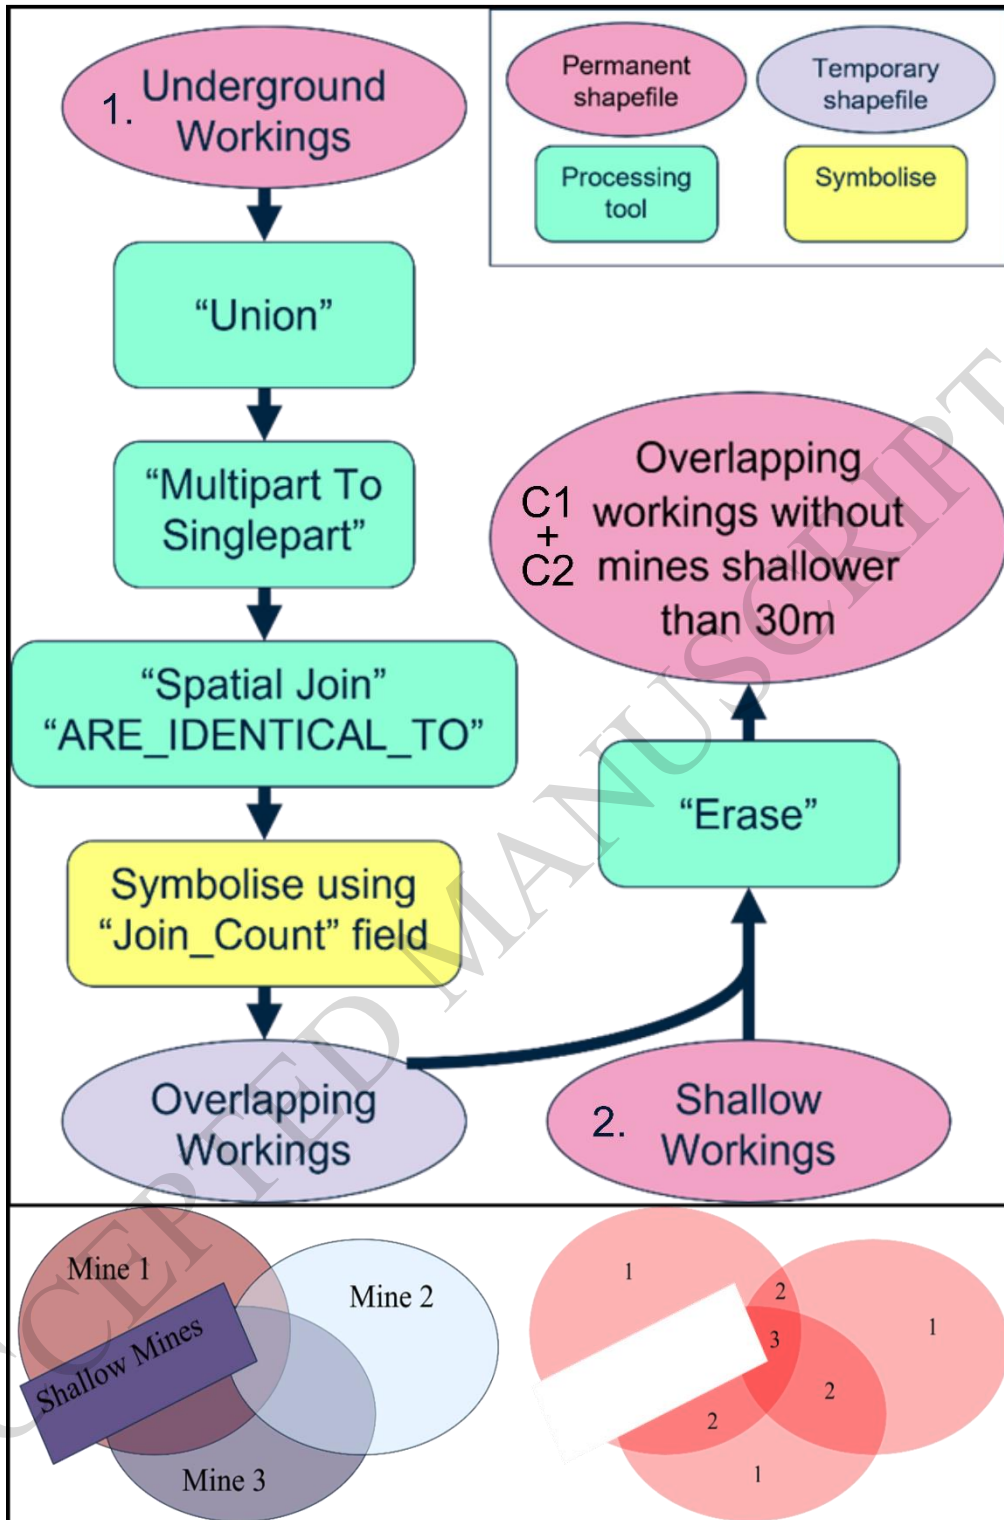 1. Underground
Workings
Permanent
shapefile
Temporary
shapefile
Processing
tool
Symbolise
“Union”
“Multipart To
Singlepart”
“Spatial Join”
“ARE_IDENTICAL_TO”
Symbolise using
“Join_Count” field
Overlapping
Workings
2. Shallow
Workings
“Erase”
C1
+
C2
Overlapping
workings without
mines shallower
than 30m
Mine 1
Mine 2
Shallow Mines
Mine 3
1
2
3
1
2
2
1
ACCEPTED MANUSCRIPT